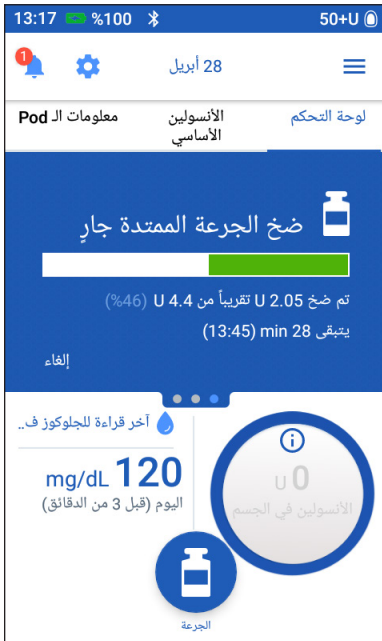 13:17 %100 50+U
1
28 أبريل
لوحة التحكم
الأنسولين
الأساسي
معلومات الـ Pod
ضخ الجرعة الممتدة جارٍ
تم ضخ 2.05 U تقريباً من 4.4 U (46%)
يتبقى 28 min (13:45)
إلغاء
آخر قراءة للجلوكوز ف..
120 mg/dL
اليوم (قبل 3 من الدقائق)
0 U
الأنسولين في الجسم
الجرعة